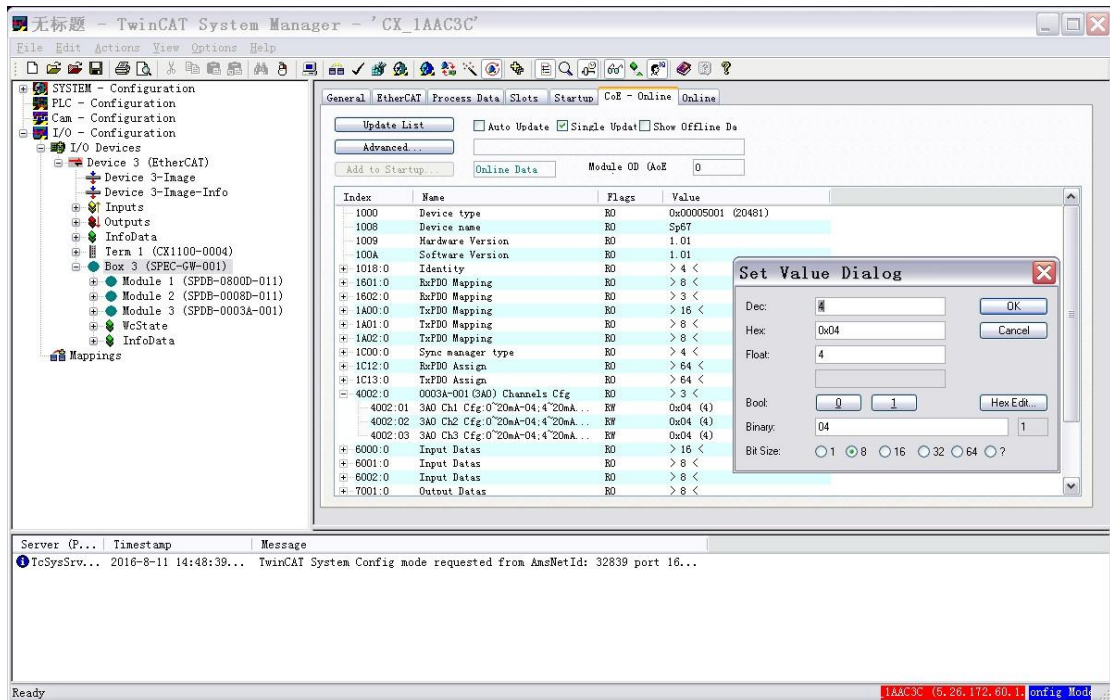 无标题 - TwinCAT System Manager - 'CX_1AAC3C'
File Edit Actions View Options Help
SYSTEM - Configuration
PLC - Configuration
Cam - Configuration
I/O - Configuration
I/O Devices
Device 3 (EtherCAT)
Device 3-Image
Device 3-Image-Info
Inputs
Outputs
InfoData
Term 1 (CX1100-0004)
Box 3 (SPEC-GW-001)
Module 1 (SPDB-0800D-011)
Module 2 (SPDB-0008D-011)
Module 3 (SPDB-0003A-001)
WcState
InfoData
Mappings
General EtherCAT Process Data Slots Startup CoE - Online Online
Update List Auto Update Single Updat Show Offline Da
Advanced...
Add to Startup... Online Data Module OD (AoE 0
Index Name Flags Value
1000 Device type RO 0x00005001 (20481)
1008 Device name RO Sp67
1009 Hardware Version RO 1.01
100A Software Version RO 1.01
1018:0 Identity RO > 4 <
1601:0 RxPDO Mapping RO > 8 <
1602:0 RxPDO Mapping RO > 3 <
1A00:0 TxPDO Mapping RO > 16 <
1A01:0 TxPDO Mapping RO > 8 <
1A02:0 TxPDO Mapping RO > 8 <
1C00:0 Sync manager type RO > 4 <
1C12:0 RxPDO Assign RO > 64 <
1C13:0 TxPDO Assign RO > 64 <
4002:0 0003A-001(3AO) Channels Cfg RO > 3 <
4002:01 3AO Ch1 Cfg:0~20mA-04;4~20mA... RW 0x04 (4)
4002:02 3AO Ch2 Cfg:0~20mA-04;4~20mA... RW 0x04 (4)
4002:03 3AO Ch3 Cfg:0~20mA-04;4~20mA... RW 0x04 (4)
6000:0 Input Datas RO > 16 <
6001:0 Input Datas RO > 8 <
6002:0 Input Datas RO > 8 <
7001:0 Output Datas RO > 8 <
Set Value Dialog
Dec: 4 OK
Hex: 0x04 Cancel
Float: 4
Bool: 0 1 Hex Edit...
Binary: 04 1
Bit Size: 1 8 16 32 64 ?
Server (P... Timestamp Message
TcSysSrv... 2016-8-11 14:48:39... TwinCAT System Config mode requested from AmsNetId: 32839 port 16...
Ready 1AAC3C (5.26.172.60.1. onfig Mode